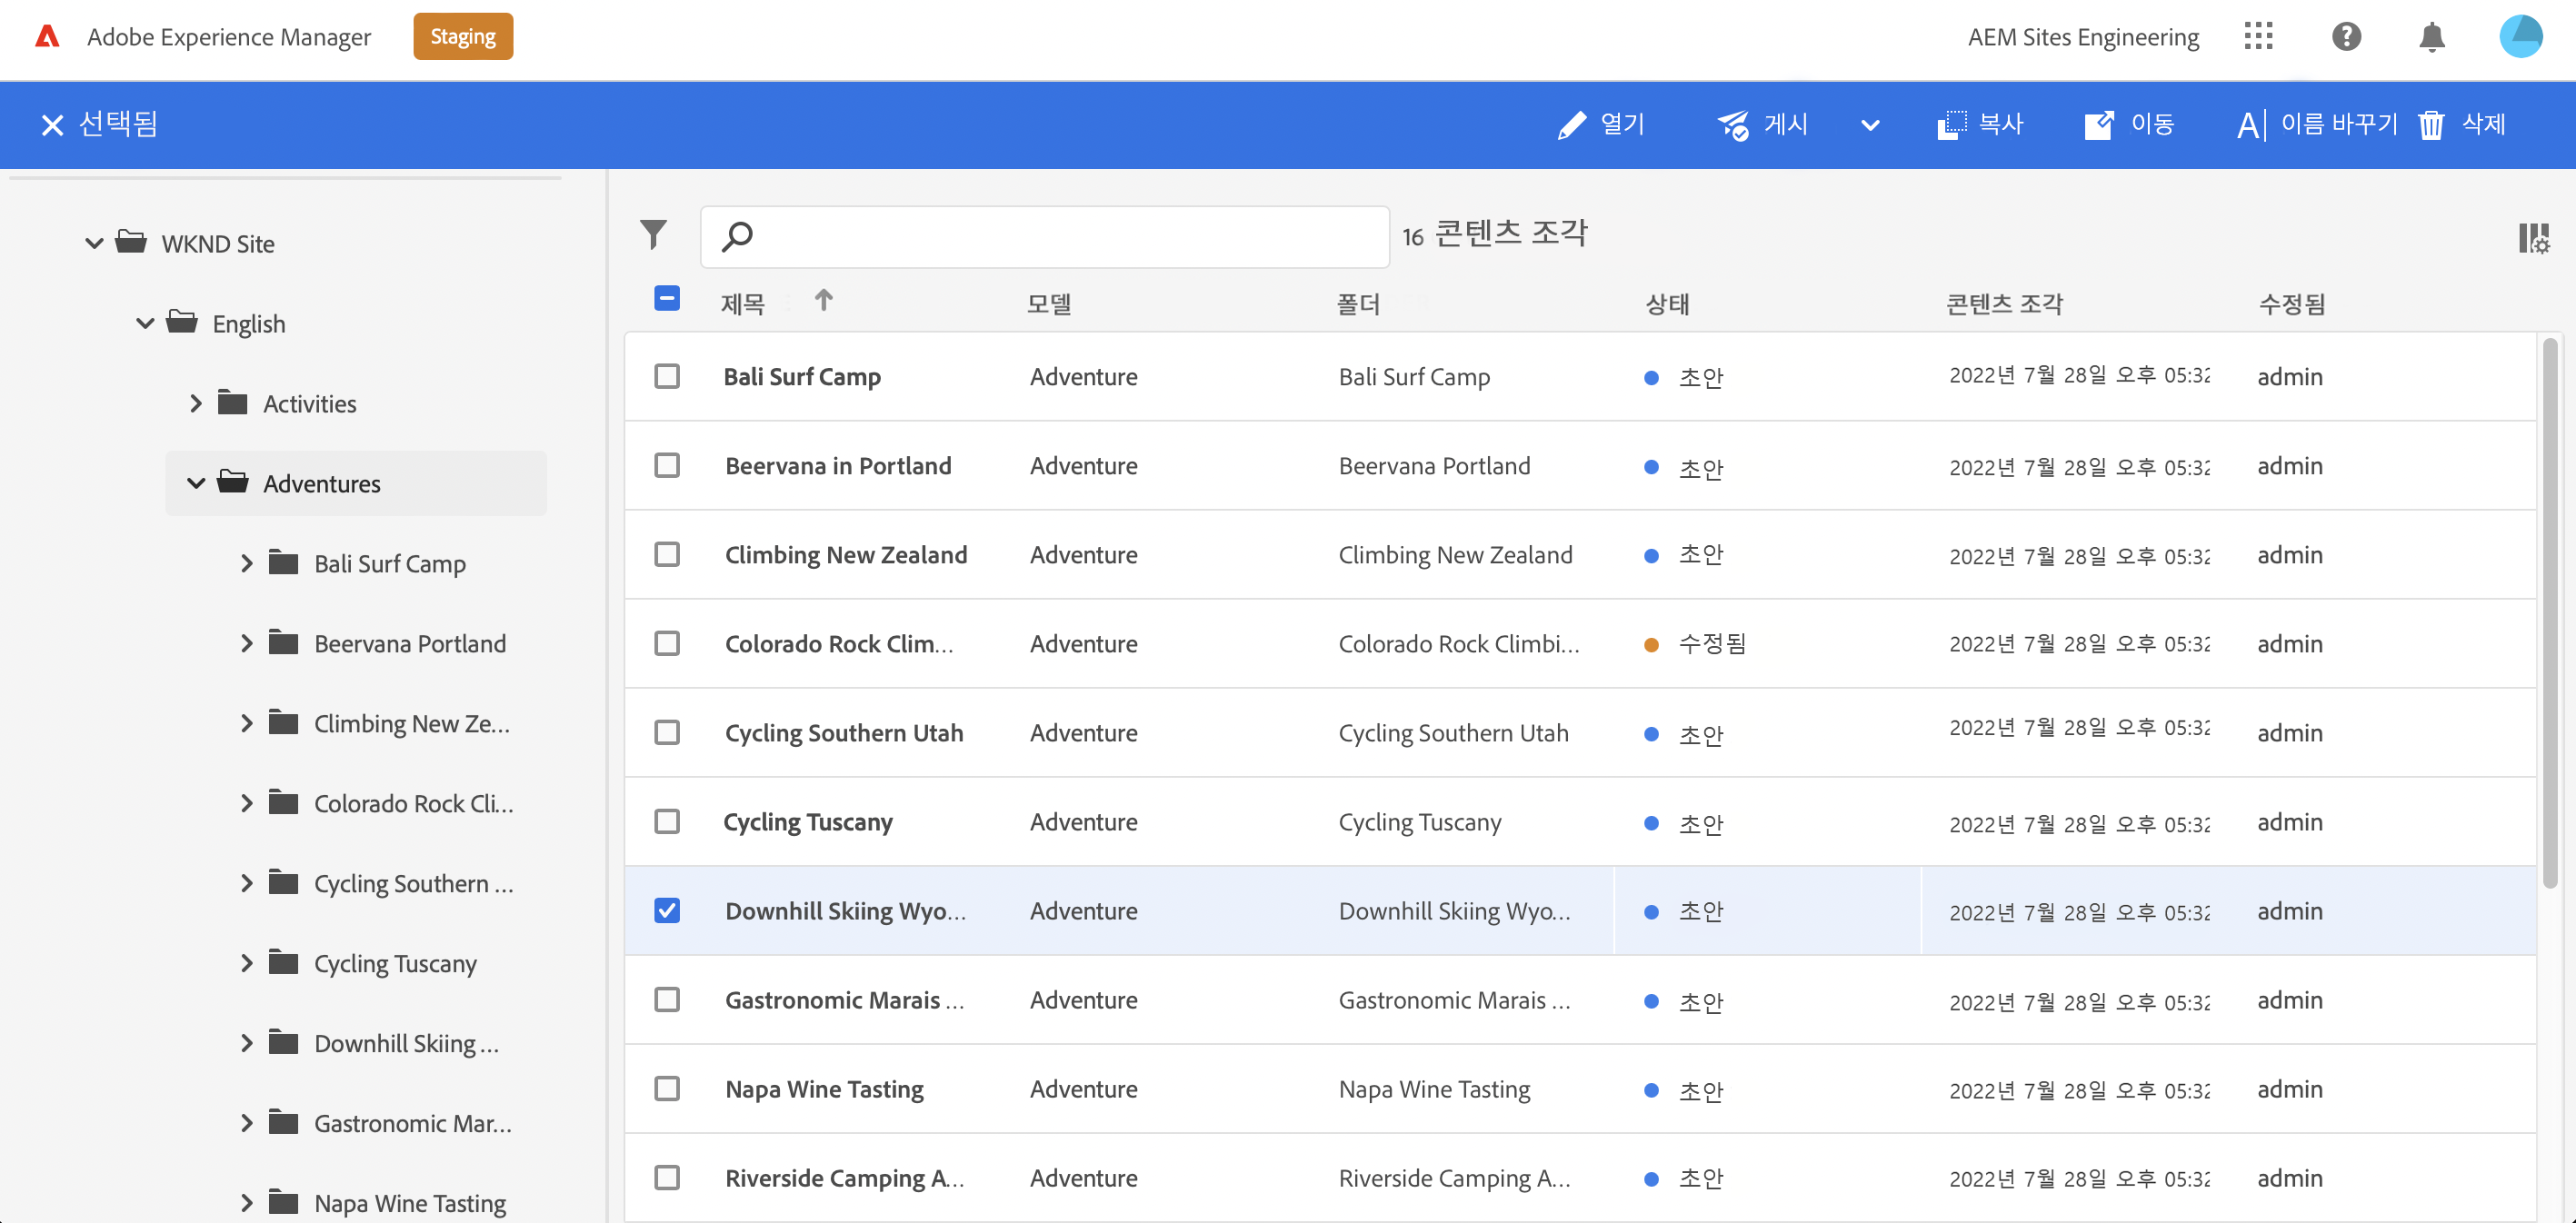 Adobe Experience Manager
Staging
AEM Sites Engineering
선택됨
열기
게시
복사
이동
이름 바꾸기
삭제
WKND Site
English
Activities
Adventures
Bali Surf Camp
Beervana Portland
Climbing New Ze...
Colorado Rock Cli...
Cycling Southern ...
Cycling Tuscany
Downhill Skiing ...
Gastronomic Mar...
Napa Wine Tasting
16 콘텐츠 조각
제목 모델 폴더 상태 콘텐츠 조각 수정됨
Bali Surf Camp Adventure Bali Surf Camp 초안 2022년 7월 28일 오후 05:32 admin
Beervana in Portland Adventure Beervana Portland 초안 2022년 7월 28일 오후 05:32 admin
Climbing New Zealand Adventure Climbing New Zealand 초안 2022년 7월 28일 오후 05:32 admin
Colorado Rock Clim... Adventure Colorado Rock Climbi... 수정됨 2022년 7월 28일 오후 05:32 admin
Cycling Southern Utah Adventure Cycling Southern Utah 초안 2022년 7월 28일 오후 05:32 admin
Cycling Tuscany Adventure Cycling Tuscany 초안 2022년 7월 28일 오후 05:32 admin
Downhill Skiing Wyo... Adventure Downhill Skiing Wyo... 초안 2022년 7월 28일 오후 05:32 admin
Gastronomic Marais ... Adventure Gastronomic Marais ... 초안 2022년 7월 28일 오후 05:32 admin
Napa Wine Tasting Adventure Napa Wine Tasting 초안 2022년 7월 28일 오후 05:32 admin
Riverside Camping A... Adventure Riverside Camping A... 초안 2022년 7월 28일 오후 05:32 admin